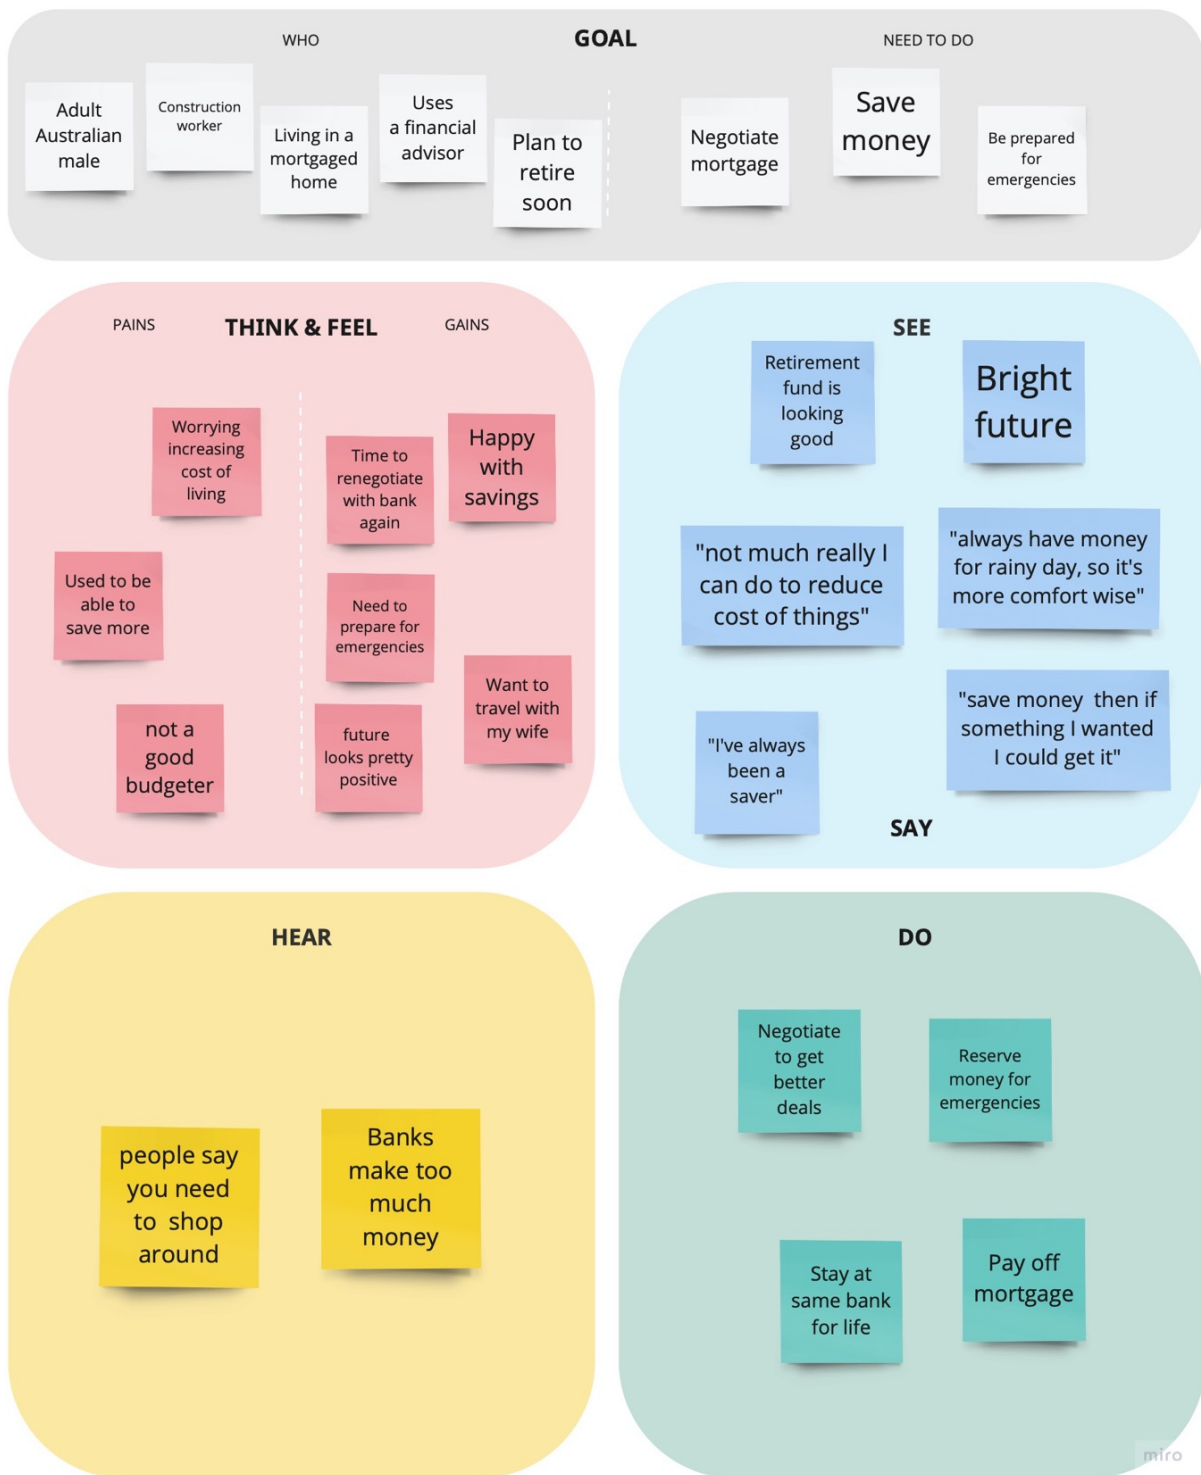 WHO
GOAL
NEED TO DO
Adult
Australian
male
Construction
worker
Living in a
mortgaged
home
Uses
a financial
advisor
Plan to
retire
soon
Negotiate
mortgage
Save
money
Be prepared
for
emergencies
PAINS
THINK & FEEL
GAINS
Worrying
increasing
cost of
living
Used to be
able to
save more
not a
good
budgeter
Time to
renegotiate
with bank
again
Happy
with
savings
Need to
prepare for
emergencies
Want to
travel with
my wife
future
looks pretty
positive
SEE
Retirement
fund is
looking
good
Bright
future
"not much really I
can do to reduce
cost of things"
"always have money
for rainy day, so it's
more comfort wise"
"I've always
been a
saver"
"save money  then if
something I wanted
I could get it"
SAY
HEAR
people say
you need
to  shop
around
Banks
make too
much
money
DO
Negotiate
to get
better
deals
Reserve
money for
emergencies
Stay at
same bank
for life
Pay off
mortgage
miro